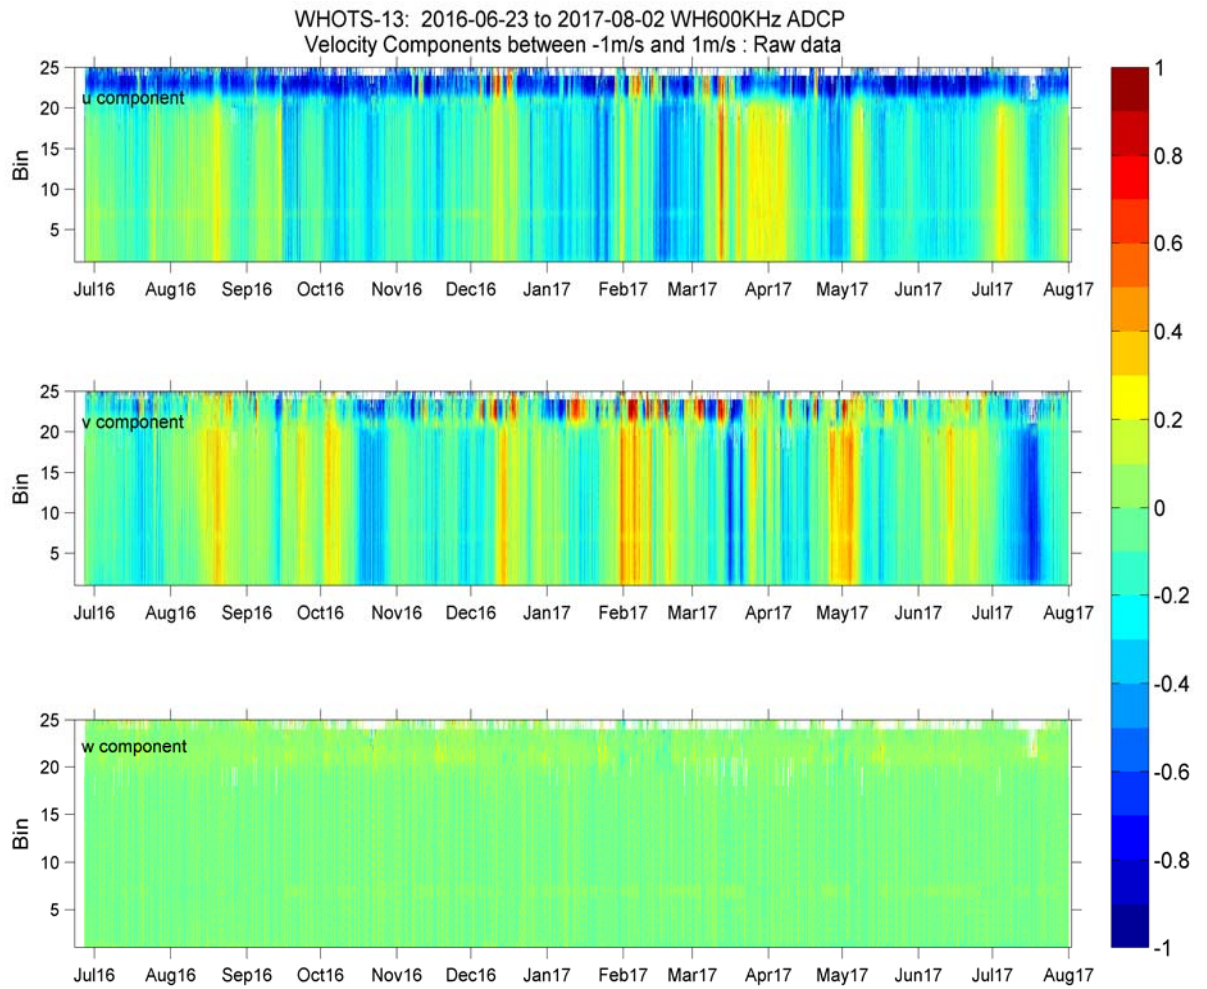 WHOTS-13: 2016-06-23 to 2017-08-02 WH600KHz ADCP
Velocity Components between -1m/s and 1m/s : Raw data
25
20
15
10
5
Bin
u component
Jul16 Aug16 Sep16 Oct16 Nov16 Dec16 Jan17 Feb17 Mar17 Apr17 May17 Jun17 Jul17 Aug17
25
20
15
10
5
Bin
v component
Jul16 Aug16 Sep16 Oct16 Nov16 Dec16 Jan17 Feb17 Mar17 Apr17 May17 Jun17 Jul17 Aug17
25
20
15
10
5
Bin
w component
Jul16 Aug16 Sep16 Oct16 Nov16 Dec16 Jan17 Feb17 Mar17 Apr17 May17 Jun17 Jul17 Aug17
1
0.8
0.6
0.4
0.2
0
-0.2
-0.4
-0.6
-0.8
-1